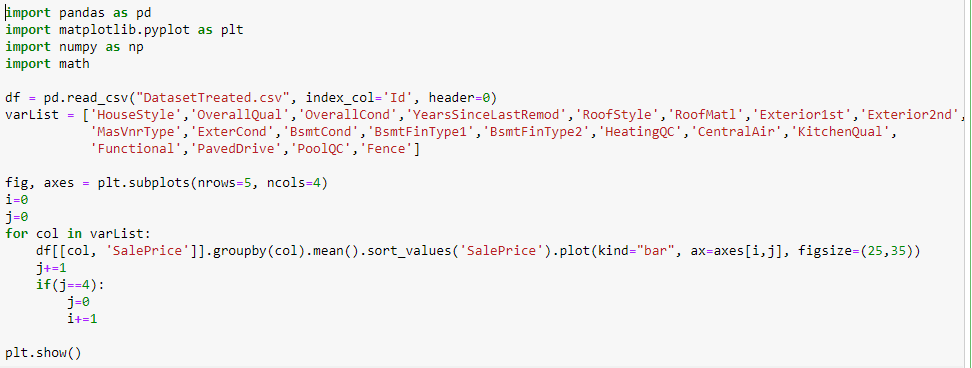 import pandas as pd
import matplotlib.pyplot as plt
import numpy as np
import math

df = pd.read_csv("DatasetTreated.csv", index_col='Id', header=0)
varList = ['HouseStyle','OverallQual','OverallCond','YearsSinceLastRemod','RoofStyle','RoofMatl','Exterior1st','Exterior2nd',
           'MasVnrType','ExterCond','BsmtCond','BsmtFinType1','BsmtFinType2','HeatingQC','CentralAir','KitchenQual',
           'Functional','PavedDrive','PoolQC','Fence']

fig, axes = plt.subplots(nrows=5, ncols=4)
i=0
j=0
for col in varList:
    df[[col, 'SalePrice']].groupby(col).mean().sort_values('SalePrice').plot(kind="bar", ax=axes[i,j], figsize=(25,35))
    j+=1
    if(j==4):
        j=0
        i+=1

plt.show()